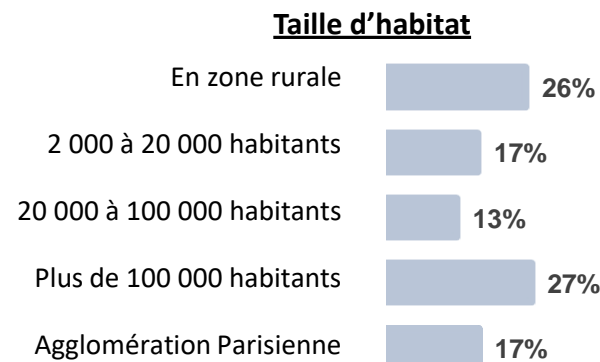 Taille d’habitat
En zone rurale 26%
2 000 à 20 000 habitants 17%
20 000 à 100 000 habitants 13%
Plus de 100 000 habitants 27%
Agglomération Parisienne 17%